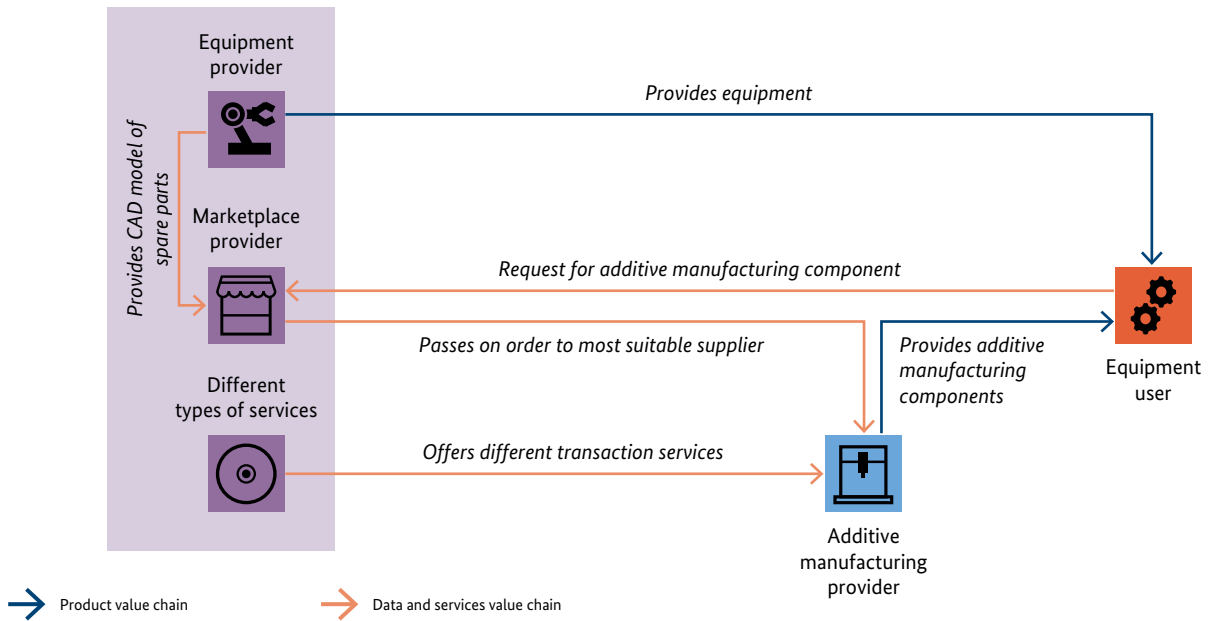 Equipment
provider
Provides equipment
Provides CAD model of
spare parts
Marketplace
provider
Request for additive manufacturing component
Passes on order to most suitable supplier
Provides additive
manufacturing
components
Equipment
user
Different
types of services
Offers different transaction services
Additive
manufacturing
provider
Product value chain
Data and services value chain